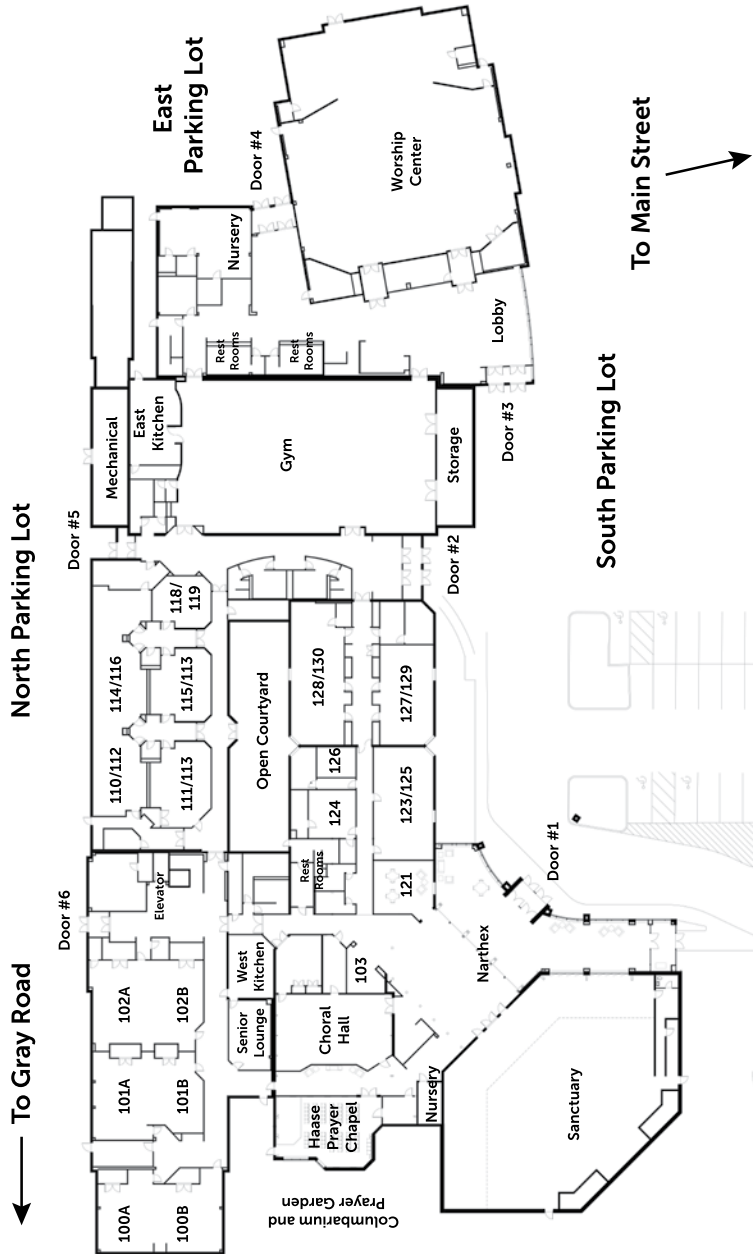 To Gray Road
North Parking Lot
East
Parking Lot
Door #6
Door #5
Door #4
100A
100B
101A
101B
102A
102B
Elevator
110/112
111/113
114/116
115/113
118/
119
Mechanical
East
Kitchen
Nursery
Senior
Lounge
West
Kitchen
Open Courtyard
Gym
Rest
Rooms
Rest
Rooms
Worship
Center
Haase
Prayer
Chapel
Choral
Hall
103
Rest
Rooms
124
126
128/130
Columbarium and
Prayer Garden
Nursery
121
123/125
127/129
Storage
Lobby
Door #2
Door #3
Narthex
Door #1
Sanctuary
South Parking Lot
To Main Street